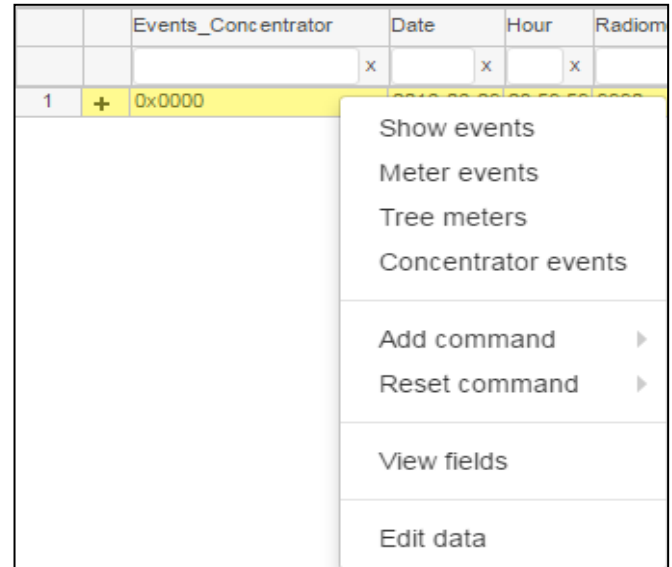 Events_Concentrator Date Hour Radiom
x x x
1 + 0x0000
Show events
Meter events
Tree meters
Concentrator events
Add command
Reset command
View fields
Edit data